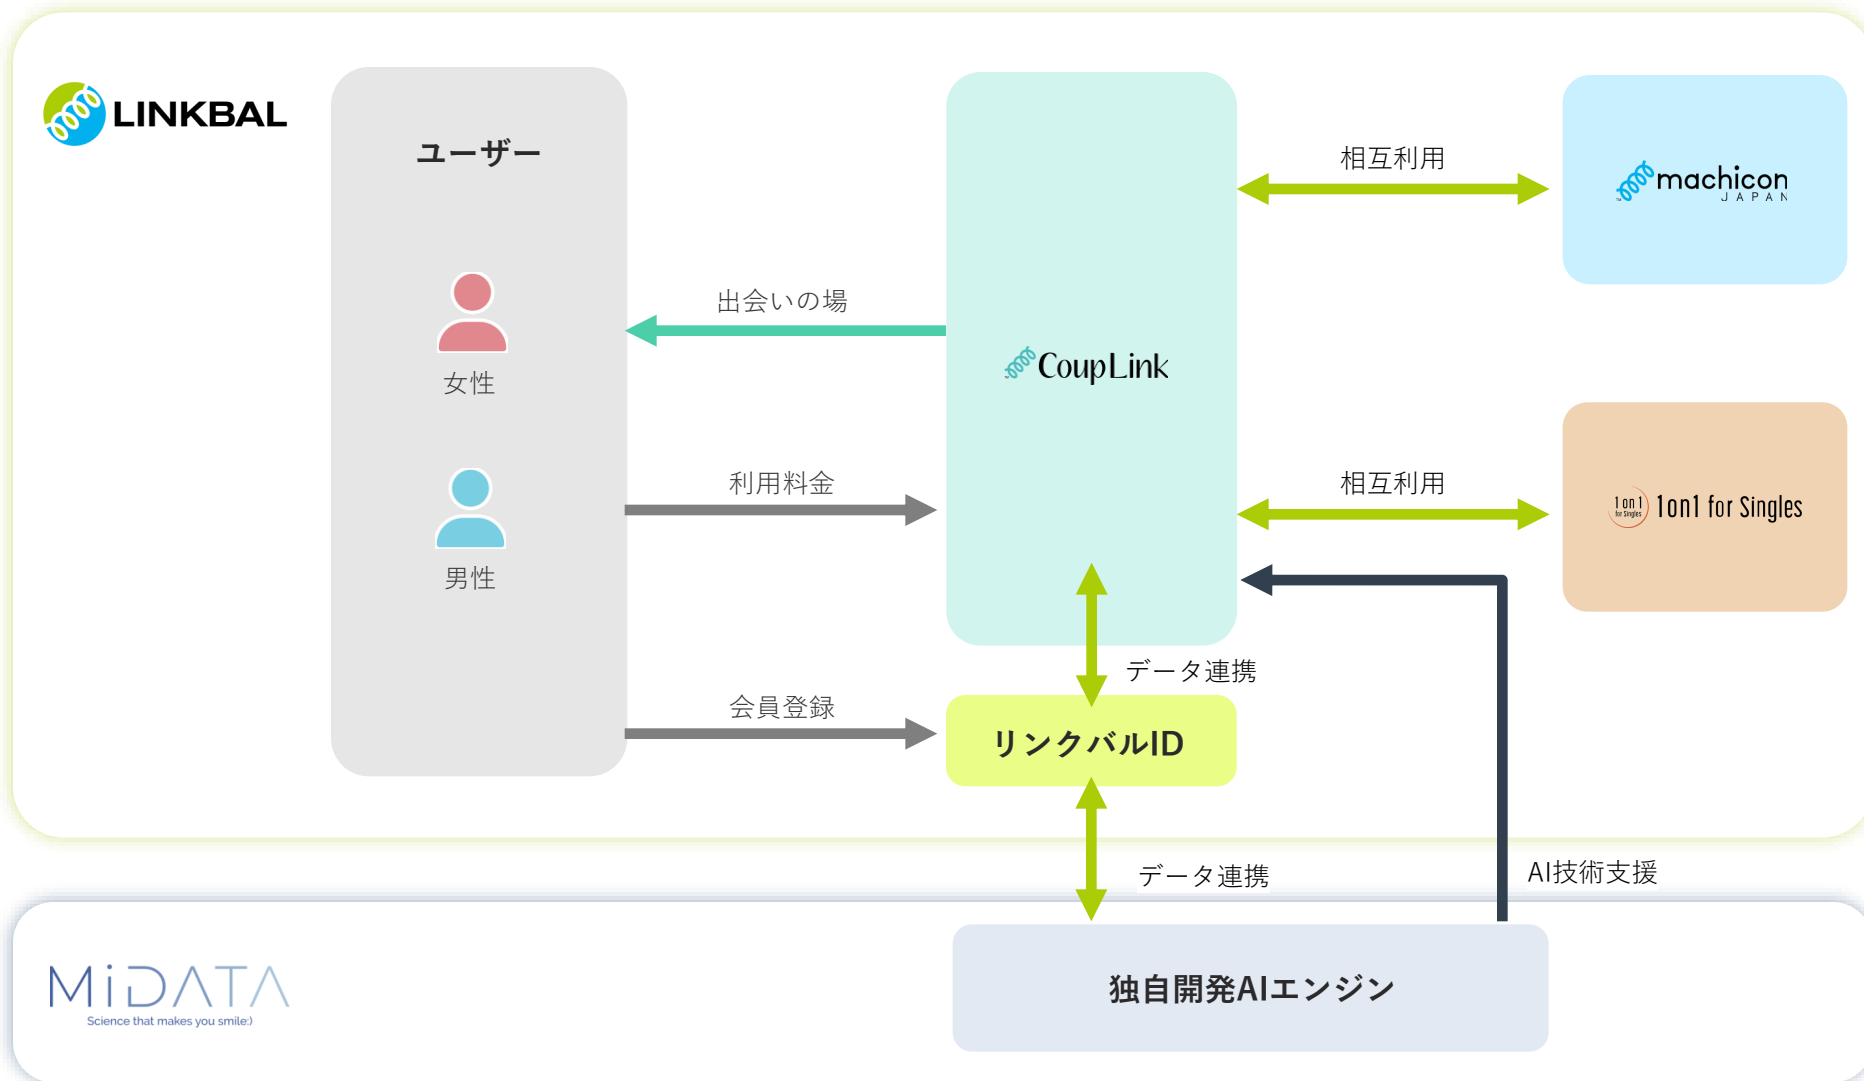 LINKBAL
ユーザー
女性
男性
出会いの場
利用料金
会員登録
CoupLink
相互利用
machicon
JAPAN
相互利用
1on1
for Singles
1on1 for Singles
データ連携
リンクバルID
データ連携
AI技術支援
MiDATA
Science that makes you smile:)
独自開発AIエンジン